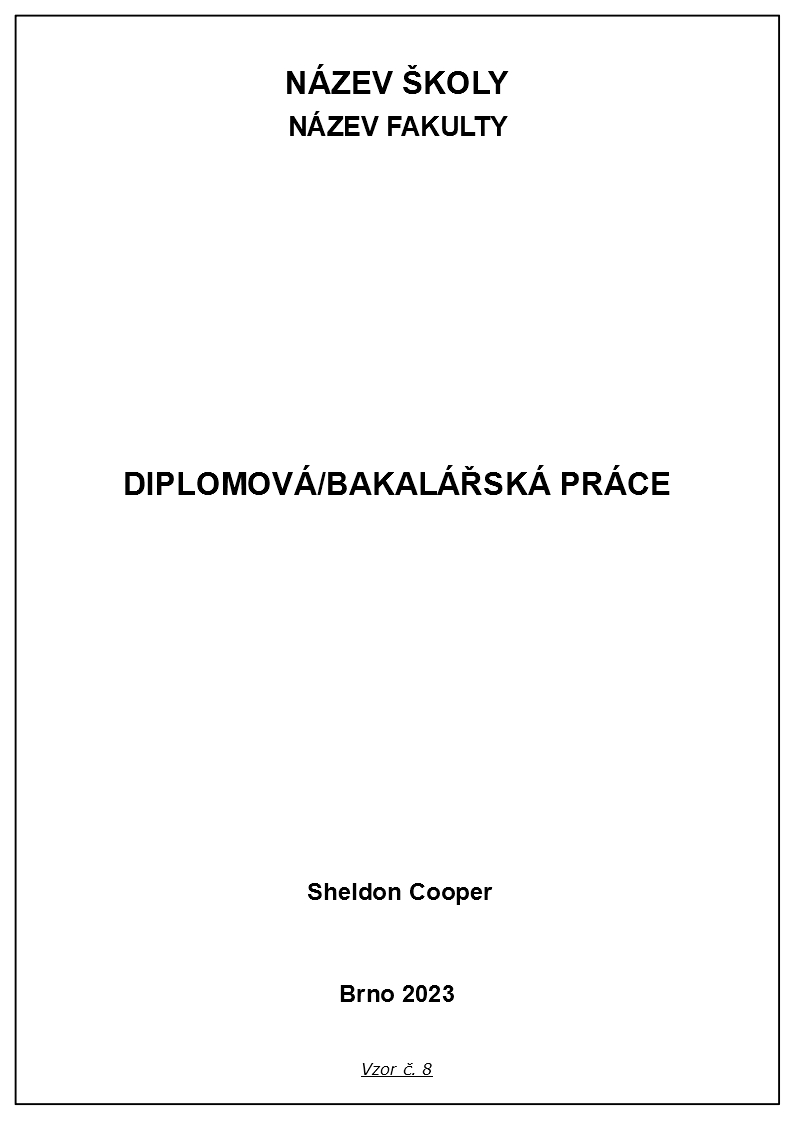 NÁZEV ŠKOLY
NÁZEV FAKULTY
DIPLOMOVÁ/BAKALÁŘSKÁ PRÁCE
Sheldon Cooper
Brno 2023
Vzor č. 8